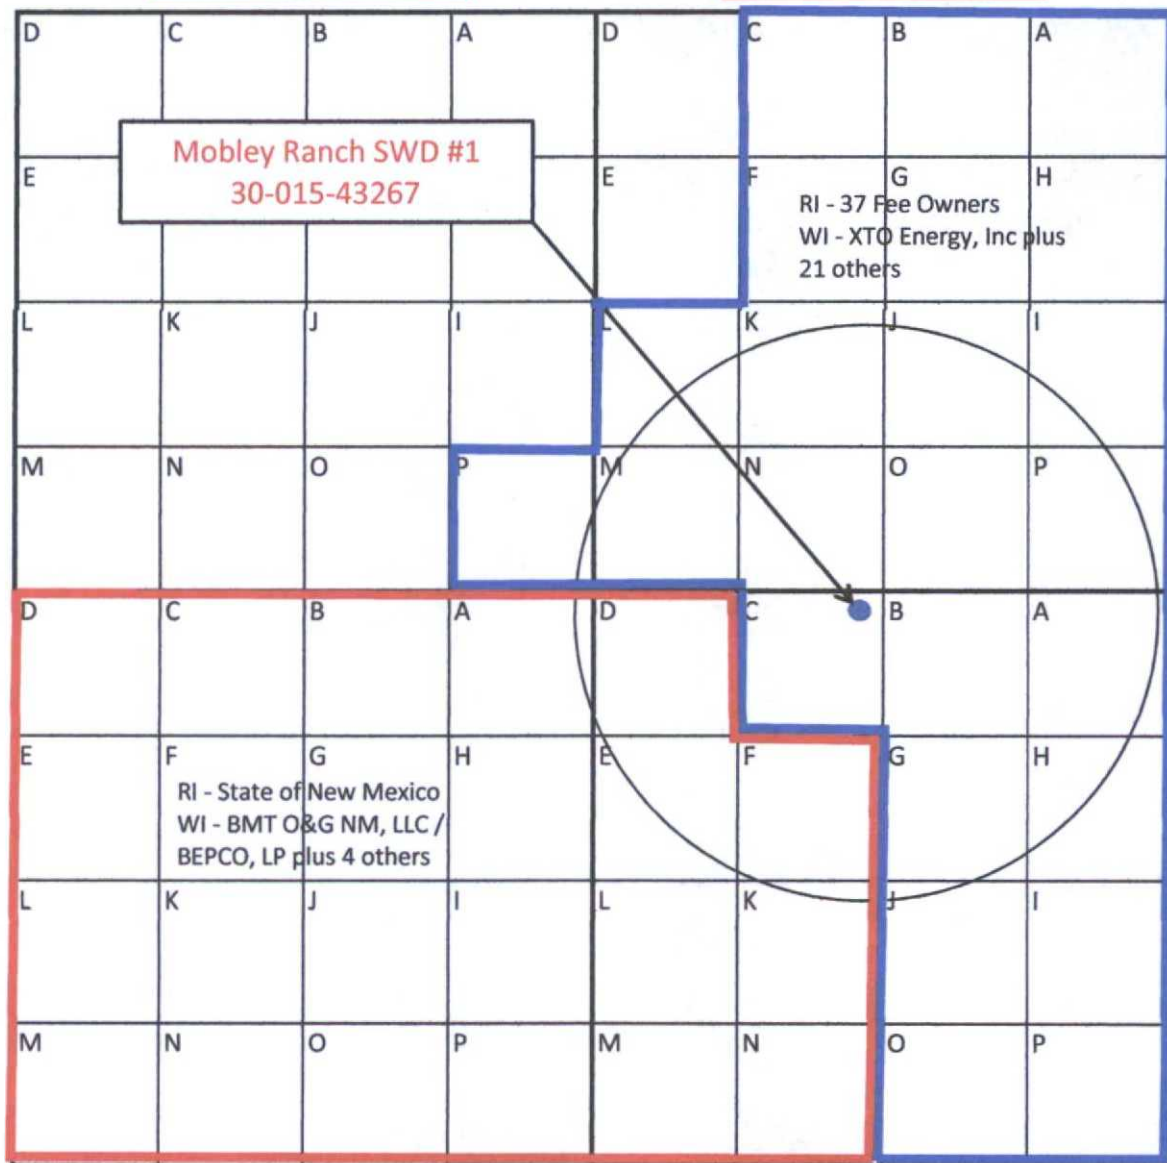 D C B A D C B A
Mobley Ranch SWD #1
30-015-43267
E E F G H
RI - 37 Fee Owners
WI - XTO Energy, Inc plus
21 others
L K J I L K J I
M N O P M N O P
D C B A D C B A
E F G H E F G H
RI - State of New Mexico
WI - BMT O&G NM, LLC /
BEPCO, LP plus 4 others
L K J I L K J I
M N O P M N O P